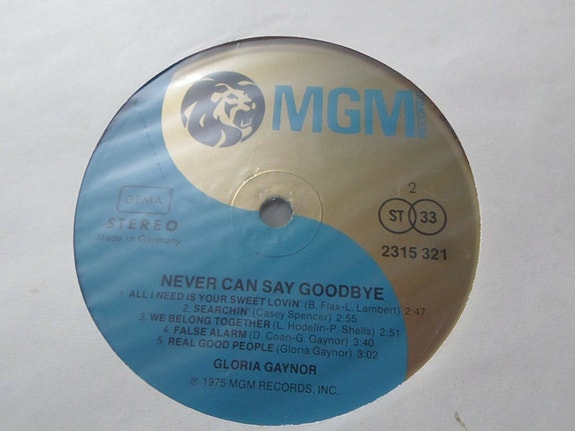 MGM
RECORDS
2
GEMA
STEREO
Made in Germany
ST 33
2315 321
NEVER CAN SAY GOODBYE
1. ALL I NEED IS YOUR SWEET LOVIN' (B. Flax-L. Lambert) 2:47
2. SEARCHIN' (Casey Spencer) 2:55
3. WE BELONG TOGETHER (L. Hodelin-P. Shells) 2:51
4. FALSE ALARM (D. Coan-G. Gaynor) 3:40
5. REAL GOOD PEOPLE (Gloria Gaynor) 3:02
GLORIA GAYNOR
℗ 1975 MGM RECORDS, INC.